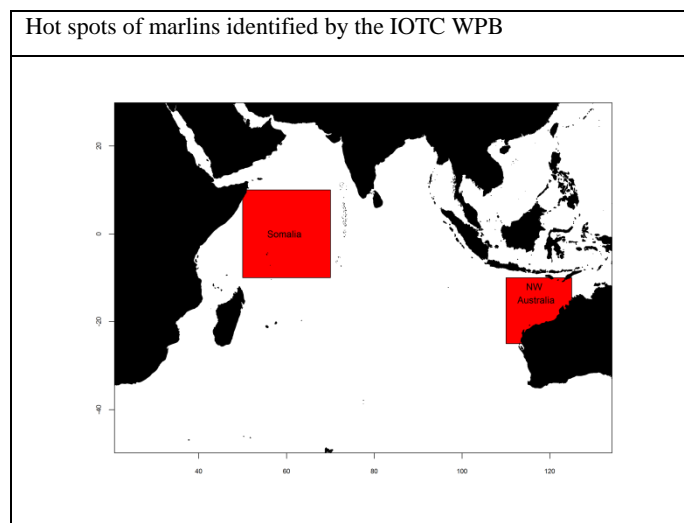 Hot spots of marlins identified by the IOTC WPB
20
0
-20
-40
Somalia
NW
Australia
40
60
80
100
120